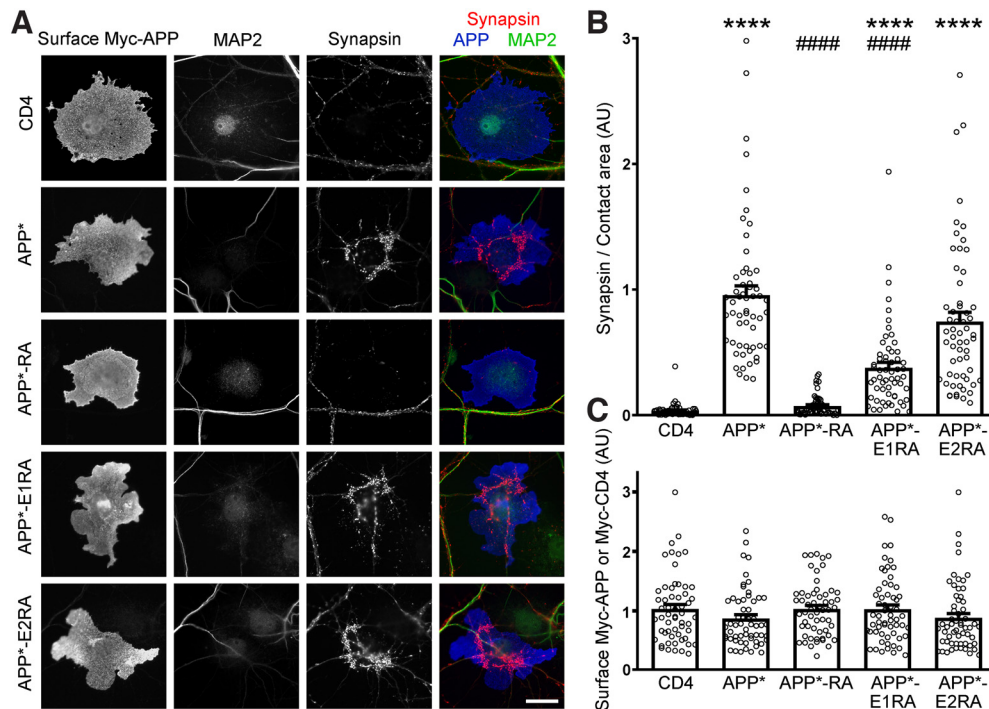 A
Surface Myc-APP
MAP2
Synapsin
Synapsin
APP MAP2
CD4
APP*
APP*-RA
APP*-E1RA
APP*-E2RA
B
Synapsin / Contact area (AU)
3
2
1
0
****
####
****
####
****
CD4
APP*
APP*-RA
APP*-
E1RA
APP*-
E2RA
C
Surface Myc-APP or Myc-CD4 (AU)
3
2
1
0
CD4
APP*
APP*-RA
APP*-
E1RA
APP*-
E2RA